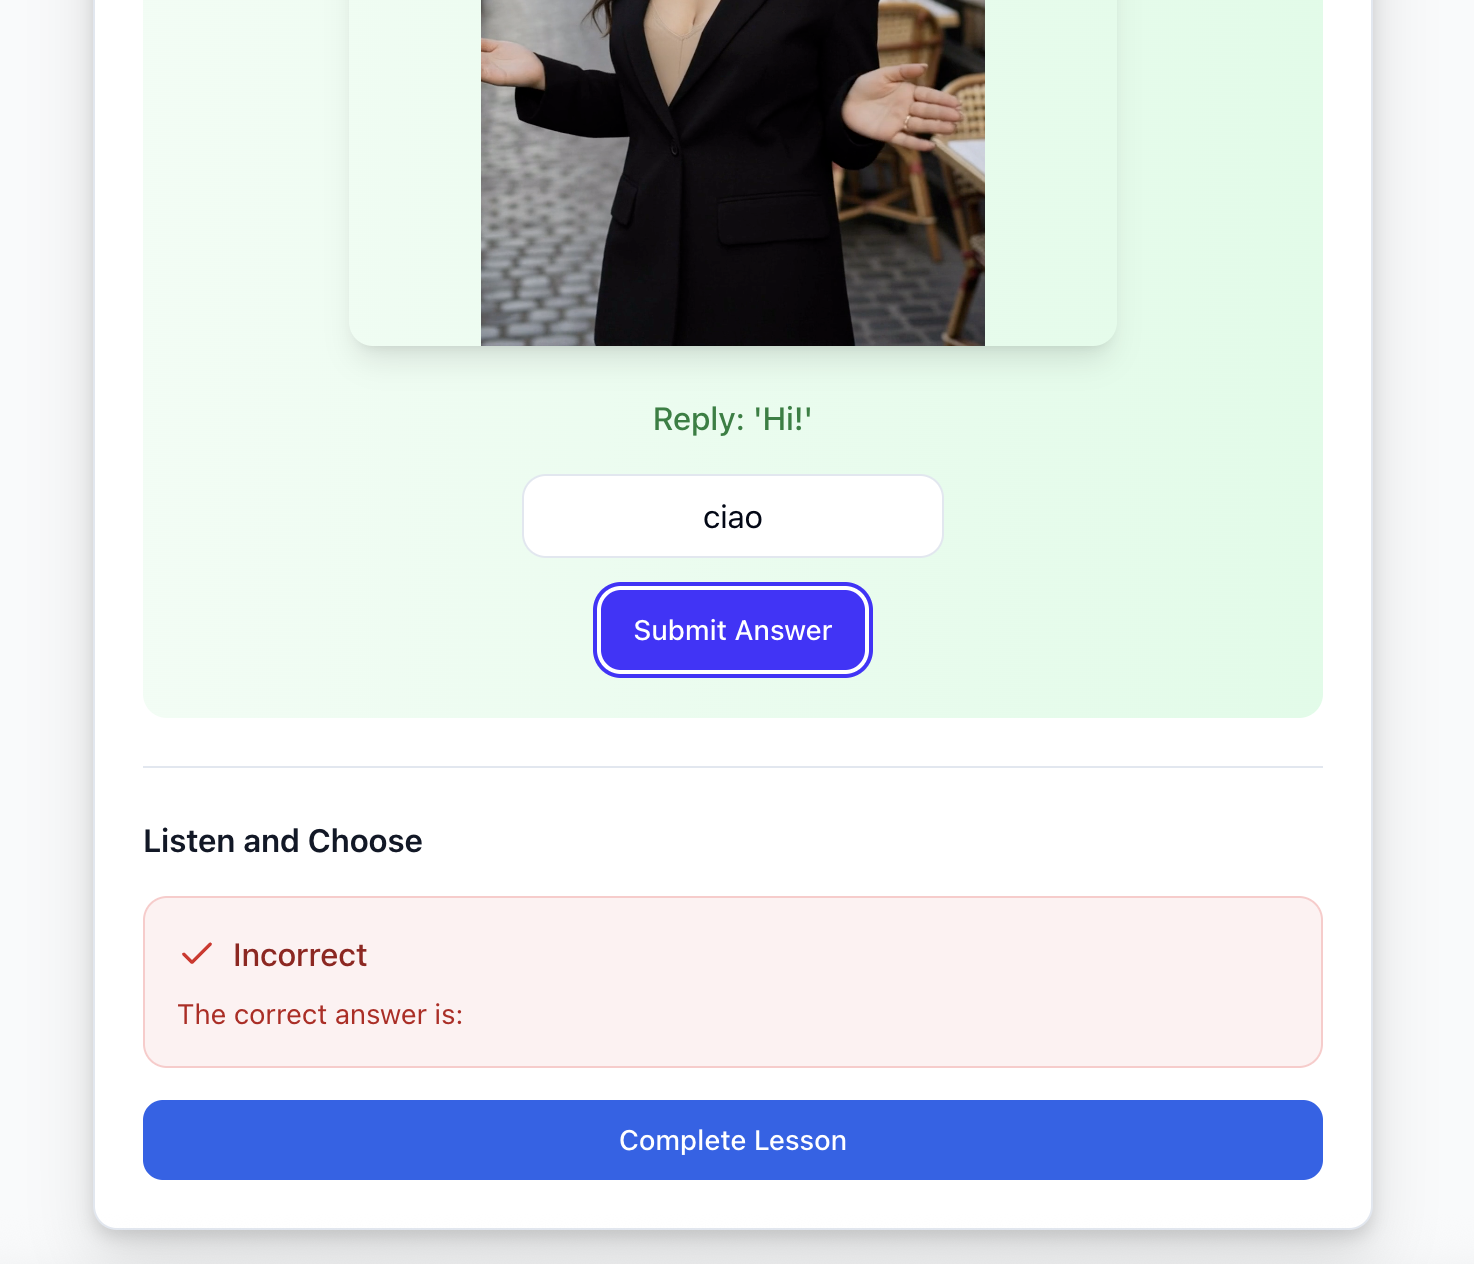 Reply: 'Hi!'
ciao
Submit Answer
Listen and Choose
Incorrect
The correct answer is:
Complete Lesson